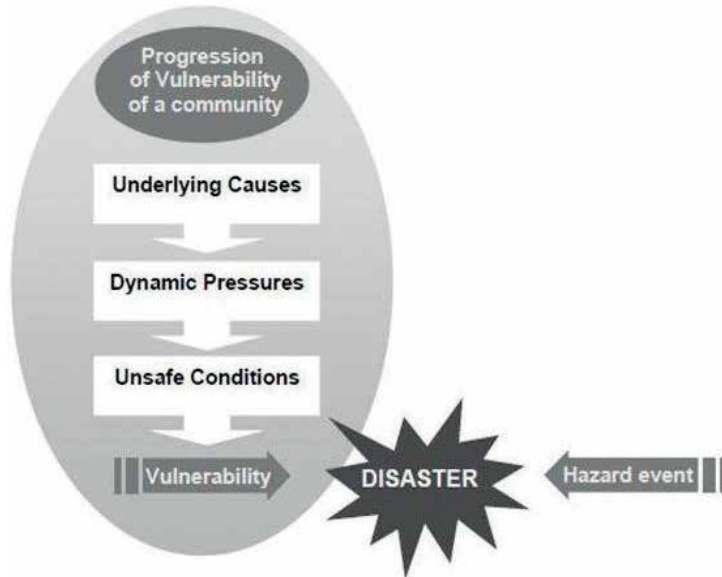 Progression
of Vulnerability
of a community
Underlying Causes
Dynamic Pressures
Unsafe Conditions
Vulnerability
DISASTER
Hazard event